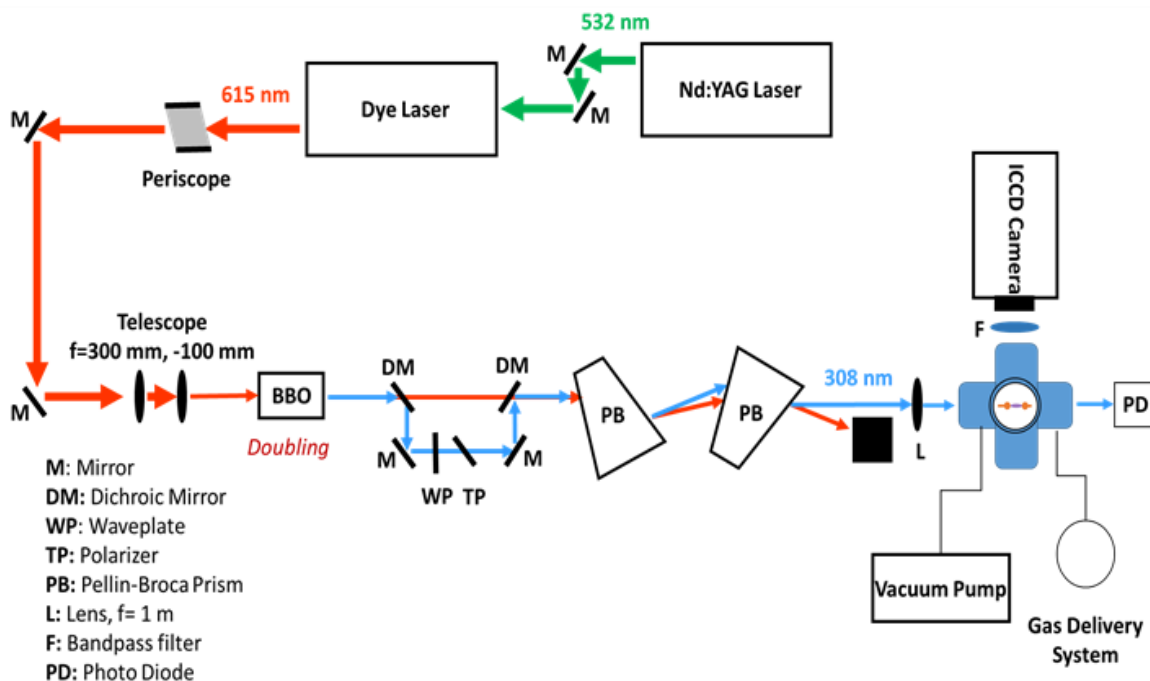 532 nm
M
Nd:YAG Laser
M
615 nm
Dye Laser
M
Periscope
ICCD Camera
F
Telescope
f=300 mm, -100 mm
M
BBO
Doubling
DM
DM
M
WP
TP
M
PB
PB
308 nm
L
PD
M: Mirror
DM: Dichroic Mirror
WP: Waveplate
TP: Polarizer
PB: Pellin-Broca Prism
L: Lens, f= 1 m
F: Bandpass filter
PD: Photo Diode
Vacuum Pump
Gas Delivery
System